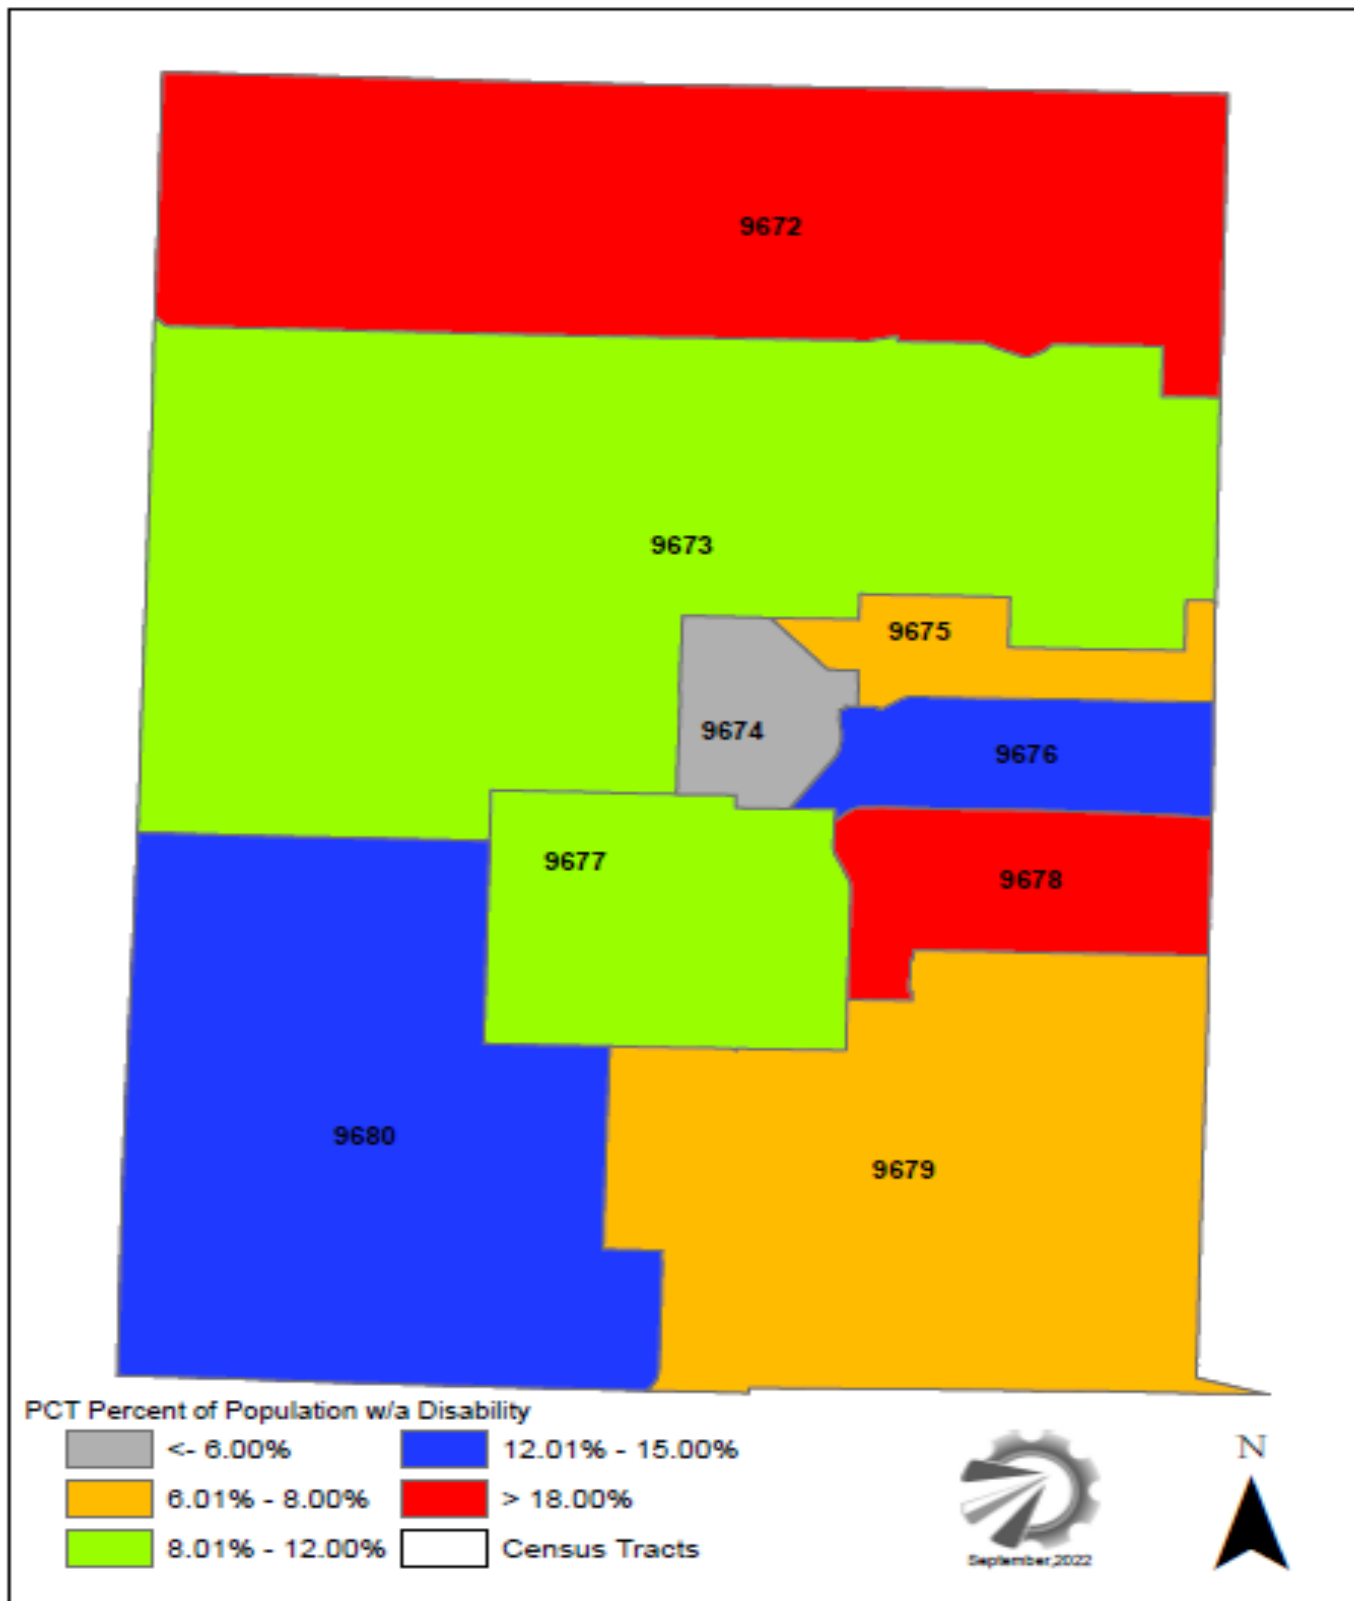 9672
9673
9675
9674
9676
9677
9678
9680
9679
PCT Percent of Population w/a Disability
<- 6.00%
12.01% - 15.00%
6.01% - 8.00%
> 18.00%
8.01% - 12.00%
Census Tracts
September,2022
N